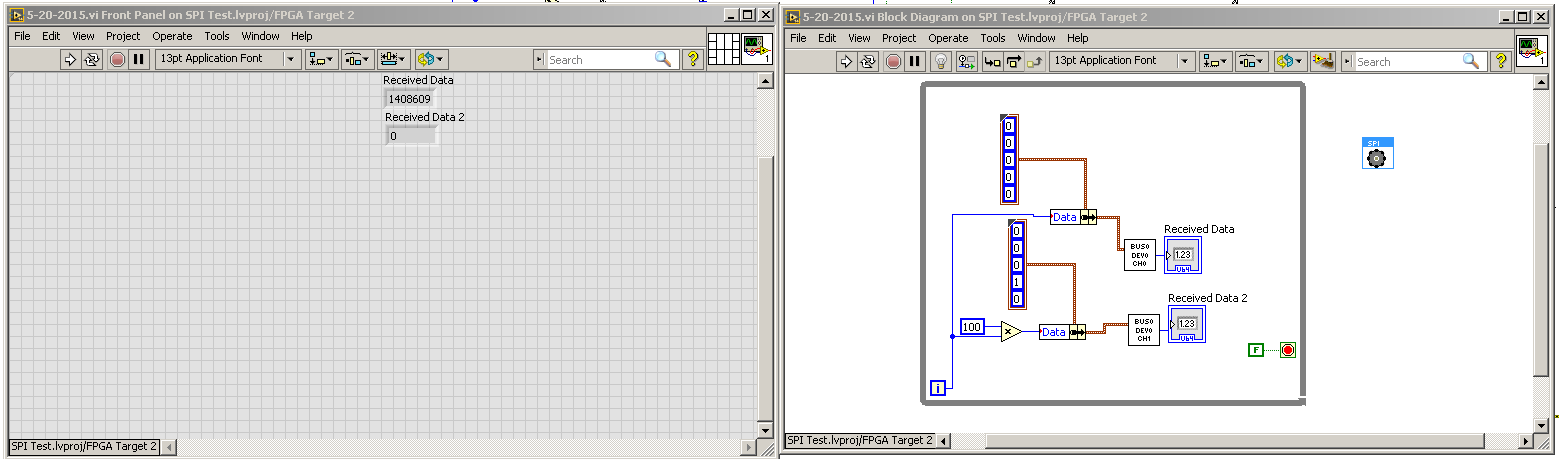 5-20-2015.vi Front Panel on SPI Test.lvproj/FPGA Target 2
File Edit View Project Operate Tools Window Help
13pt Application Font
Search
?
1
Received Data
1408609
Received Data 2
0
SPI Test.lvproj/FPGA Target 2
5-20-2015.vi Block Diagram on SPI Test.lvproj/FPGA Target 2
File Edit View Project Operate Tools Window Help
13pt Application Font
Search
?
1
SPI
0
0
0
0
0
Data
0
0
0
1
0
Received Data
BUS0
DEV0
CH0
1.23
U64
Received Data 2
100
×
Data
BUS0
DEV0
CH1
1.23
U64
F
i
SPI Test.lvproj/FPGA Target 2